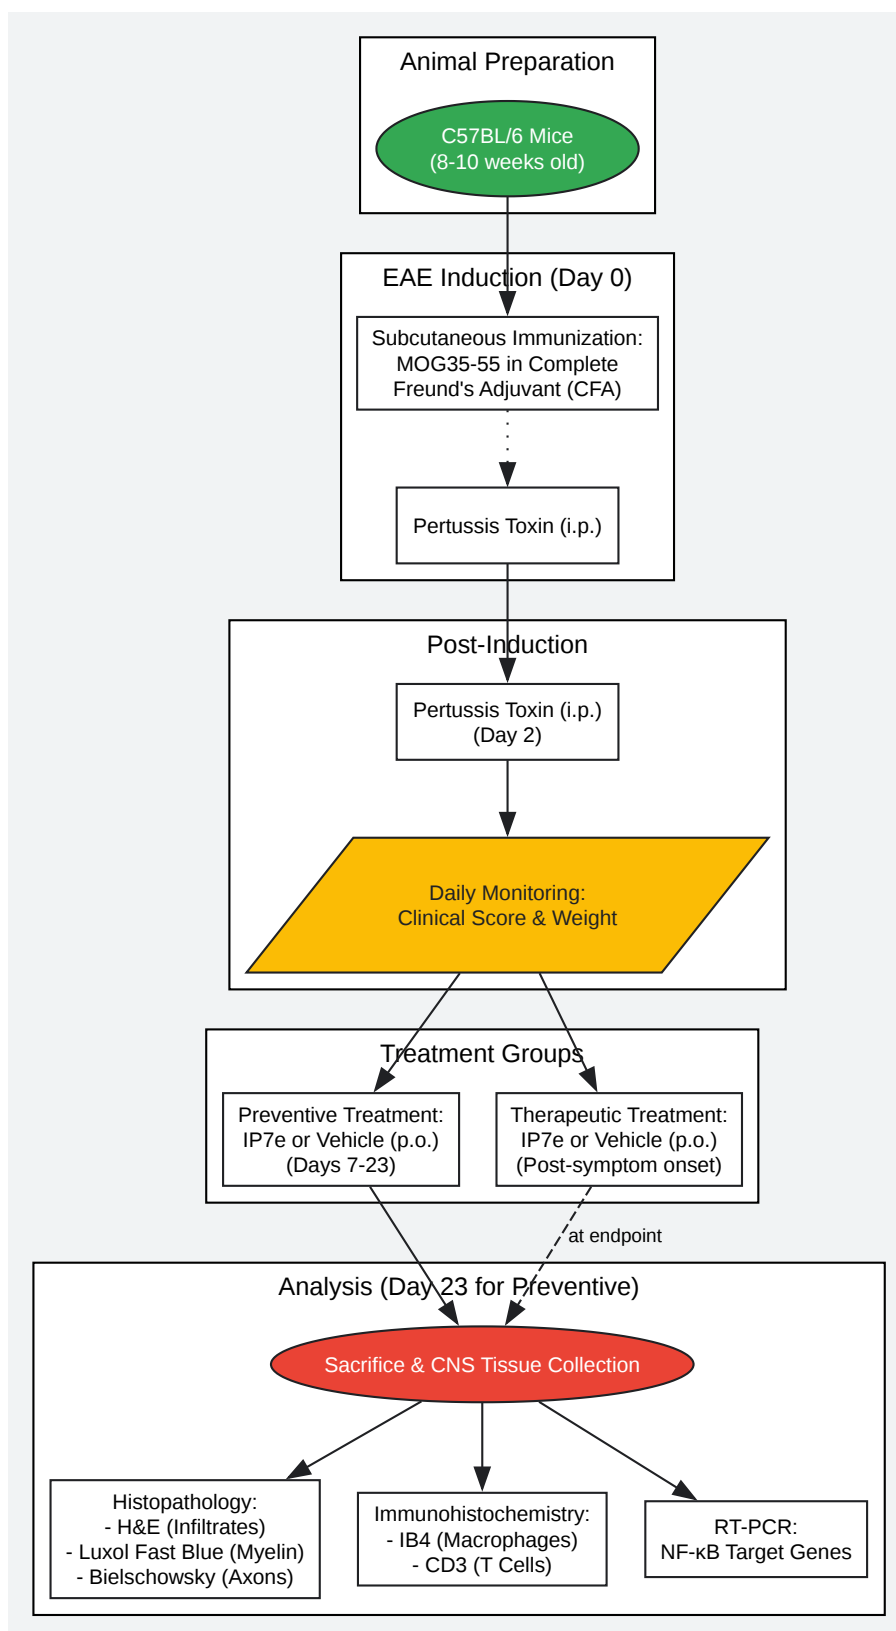 Animal Preparation
C57BL/6 Mice
(8-10 weeks old)
EAE Induction (Day 0)
Subcutaneous Immunization:
MOG35-55 in Complete
Freund's Adjuvant (CFA)
Pertussis Toxin (i.p.)
Post-Induction
Pertussis Toxin (i.p.)
(Day 2)
Daily Monitoring:
Clinical Score & Weight
Treatment Groups
Preventive Treatment:
IP7e or Vehicle (p.o.)
(Days 7-23)
Therapeutic Treatment:
IP7e or Vehicle (p.o.)
(Post-symptom onset)
at endpoint
Analysis (Day 23 for Preventive)
Sacrifice & CNS Tissue Collection
Histopathology:
- H&E (Infiltrates)
- Luxol Fast Blue (Myelin)
- Bielschowsky (Axons)
Immunohistochemistry:
- IB4 (Macrophages)
- CD3 (T Cells)
RT-PCR:
NF-κB Target Genes